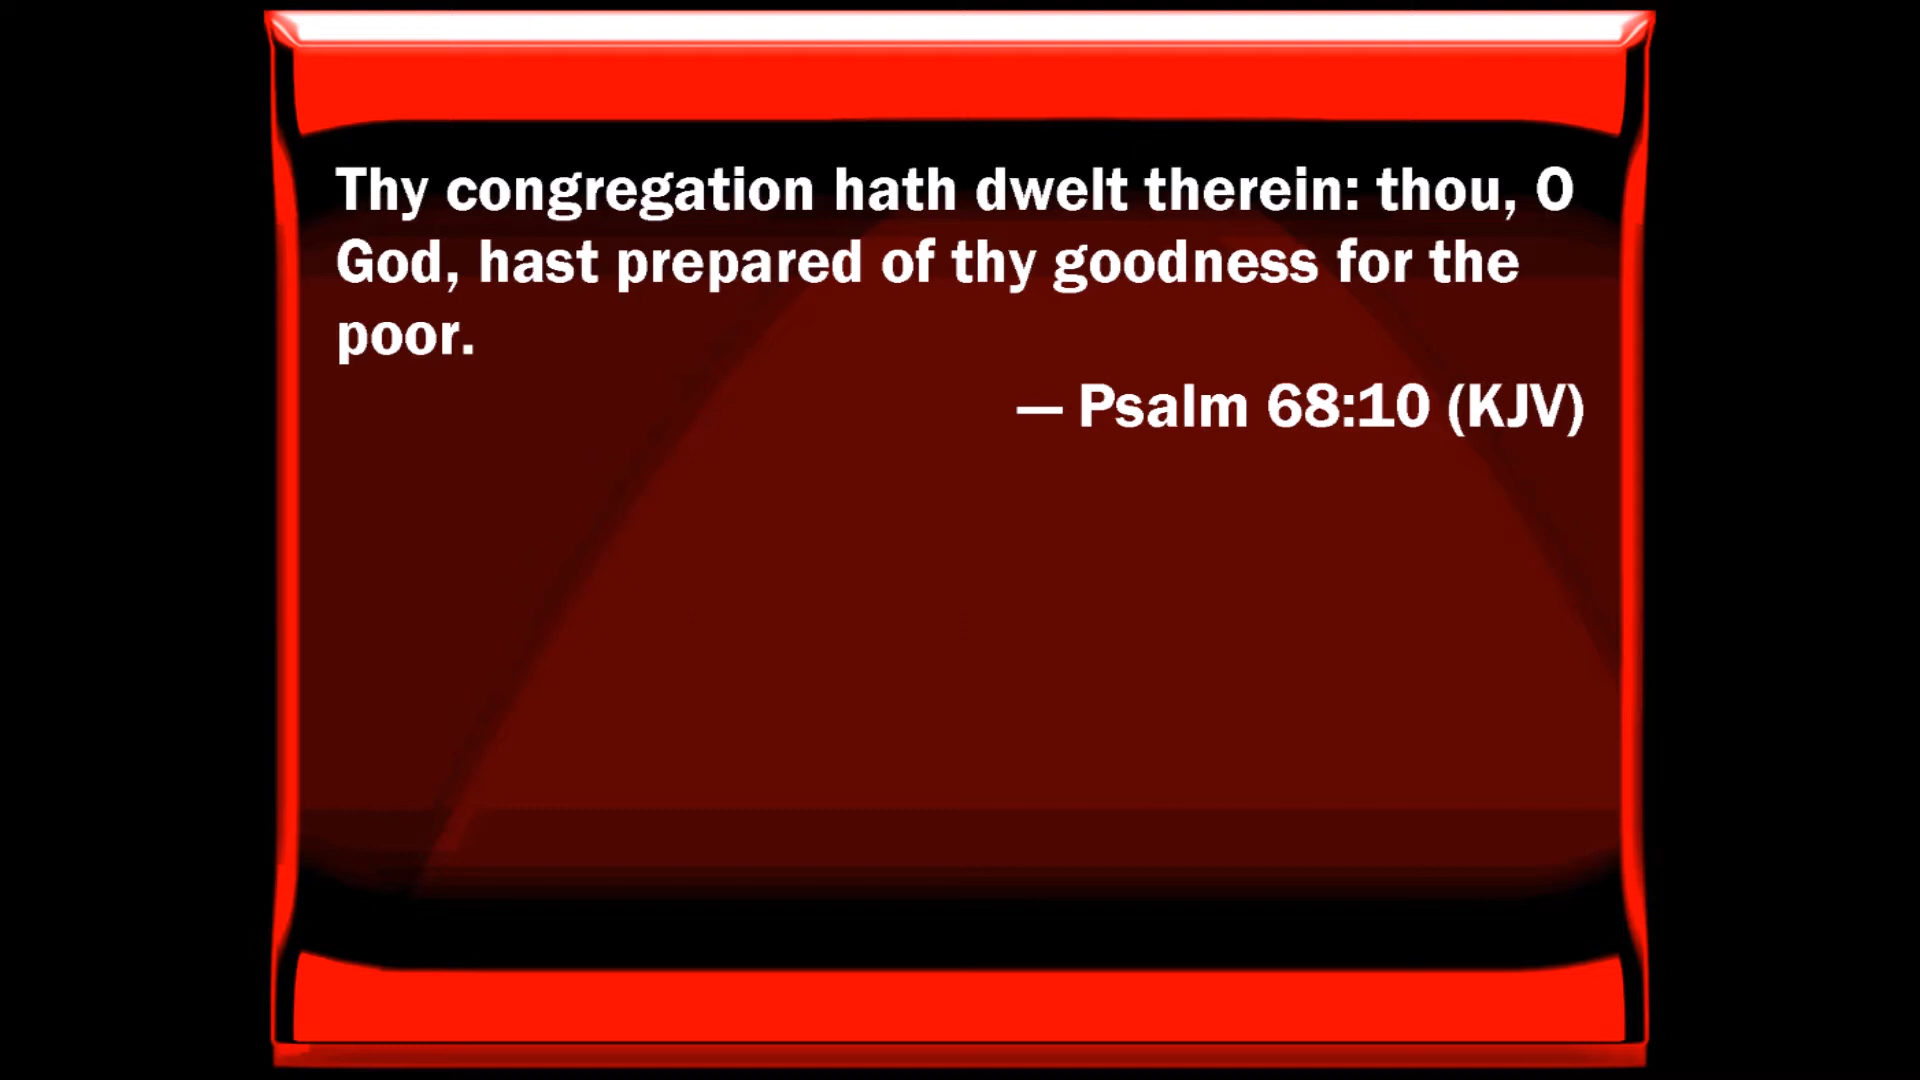 Thy congregation hath dwelt therein: thou, O
God, hast prepared of thy goodness for the
poor.
— Psalm 68:10 (KJV)